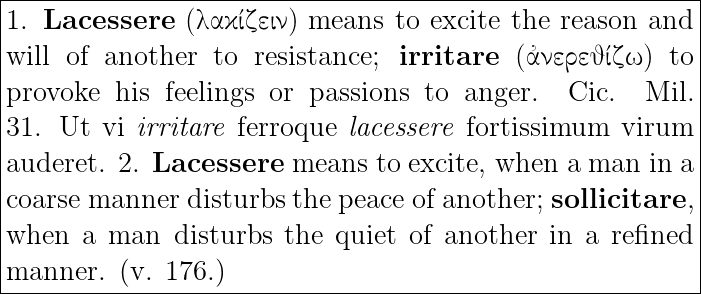 1. Lacessere (λακίζειν) means to excite the reason and
will of another to resistance; irritare (ἀνερεϑίζω) to
provoke his feelings or passions to anger. Cic. Mil.
31. Ut vi irritare ferroque lacessere fortissimum virum
auderet. 2. Lacessere means to excite, when a man in a
coarse manner disturbs the peace of another; sollicitare,
when a man disturbs the quiet of another in a refined
manner. (v. 176.)